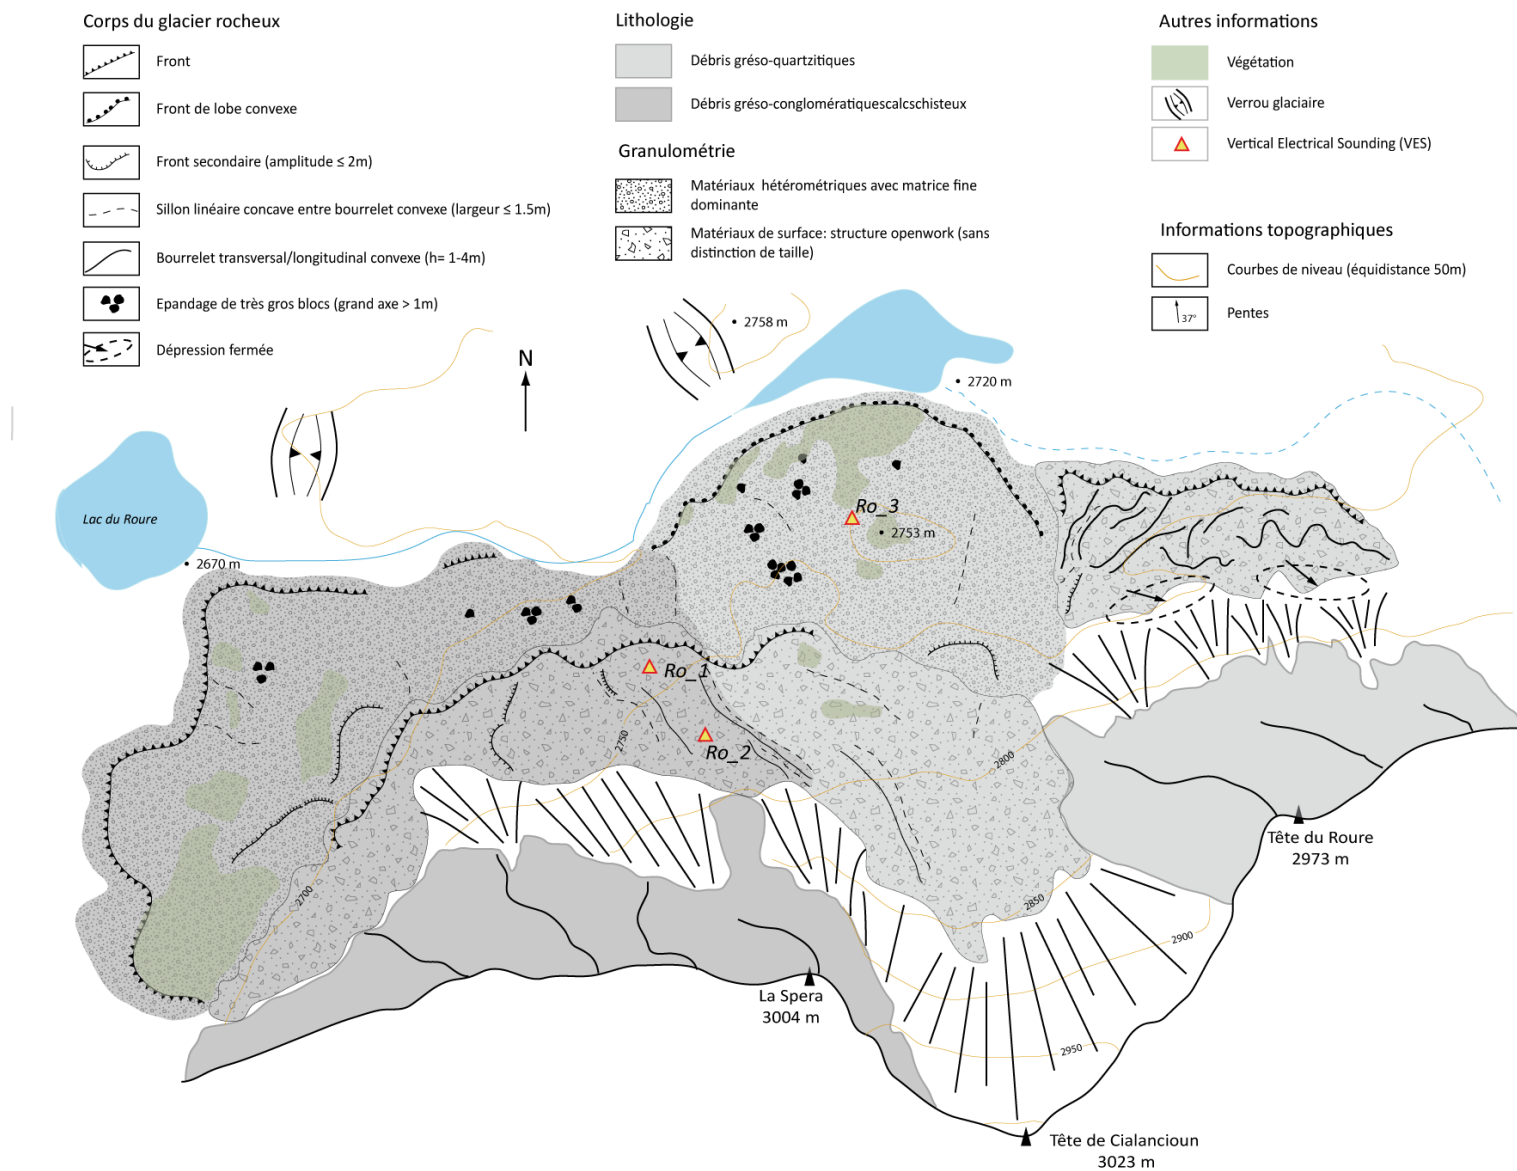 Corps du glacier rocheux
Front
Front de lobe convexe
Front secondaire (amplitude ≤ 2m)
Sillon linéaire concave entre bourrelet convexe (largeur ≤ 1.5m)
Bourrelet transversal/longitudinal convexe (h= 1-4m)
Epandage de très gros blocs (grand axe > 1m)
Dépression fermée
Lithologie
Débris gréso-quartzitiques
Débris gréso-conglomératiquescalcschisteux
Granulométrie
Matériaux hétérométriques avec matrice fine
dominante
Matériaux de surface: structure openwork (sans
distinction de taille)
Autres informations
Végétation
Verrou glaciaire
Vertical Electrical Sounding (VES)
Informations topographiques
Courbes de niveau (équidistance 50m)
37°
Pentes
N
2758 m
2720 m
Lac du Roure
2670 m
Ro_3
2753 m
Ro_1
Ro_2
2750
2800
2700
2850
2900
2950
Tête du Roure
2973 m
La Spera
3004 m
Tête de Cialancioun
3023 m